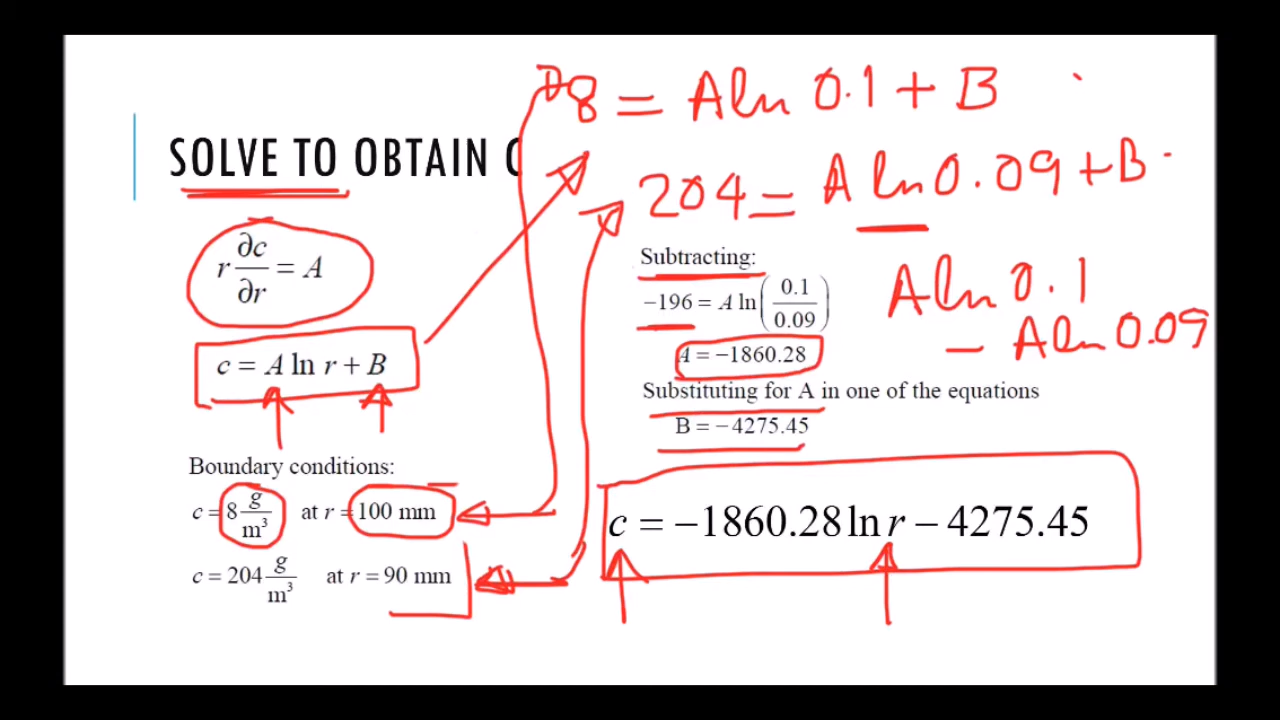 8 = A ln 0.1 + B
SOLVE TO OBTAIN C
204 = A ln 0.09 + B
r ∂c/∂r = A
c = A ln r + B
Boundary conditions:
c = 8 g/m³ at r = 100 mm
c = 204 g/m³ at r = 90 mm
Subtracting:
−196 = A ln(0.1/0.09)
A = −1860.28
A ln 0.1
− A ln 0.09
Substituting for A in one of the equations
B = −4275.45
c = −1860.28 ln r − 4275.45